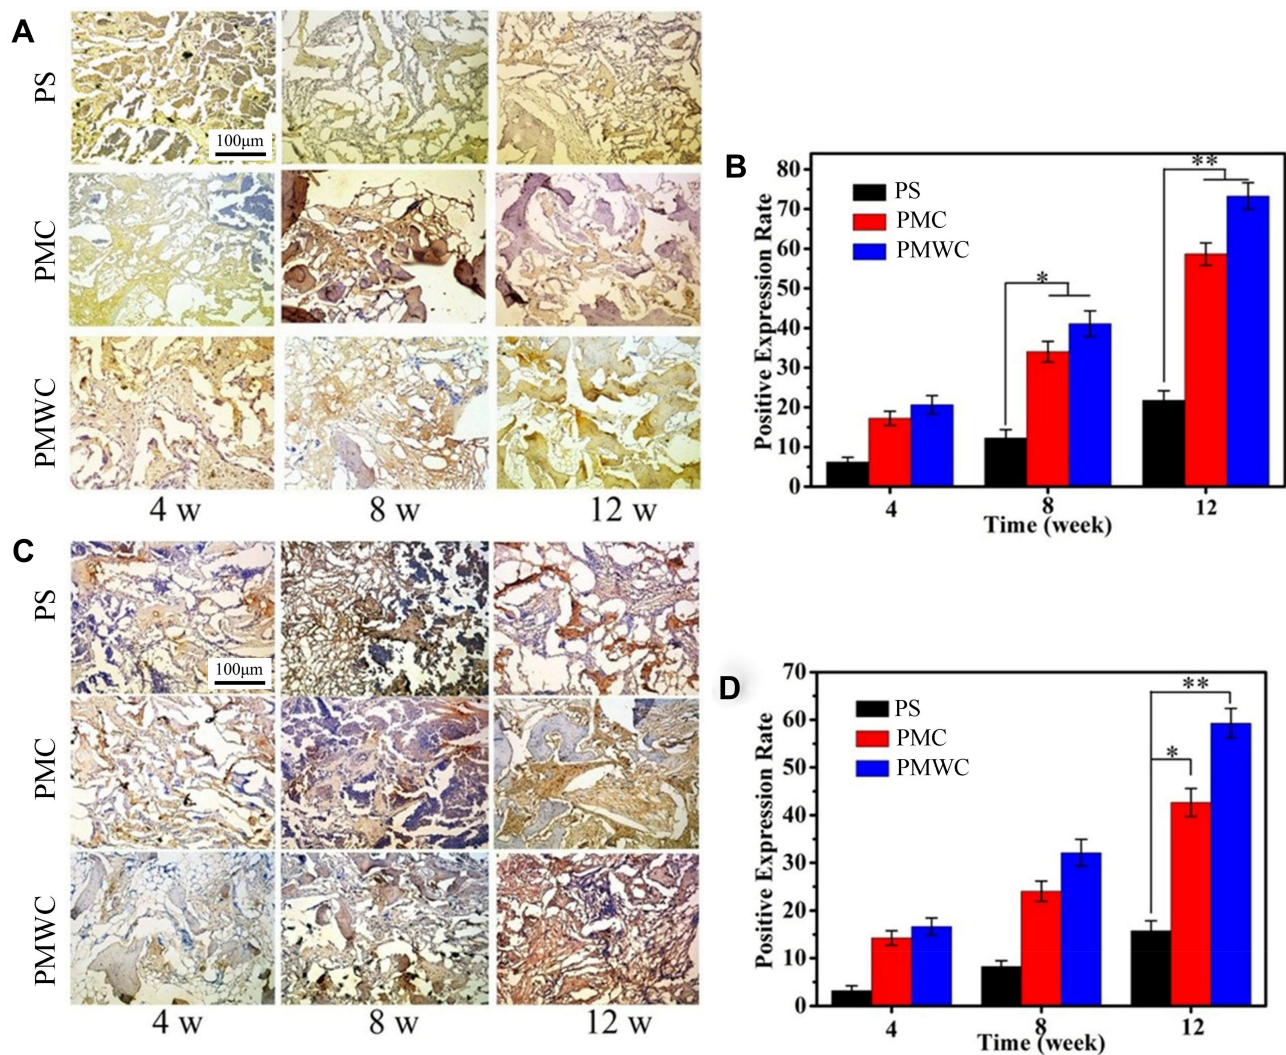 A
PS
100μm
PMC
PMWC
4 w 8 w 12 w
B
80
70
60
50
40
30
20
10
0
Positive Expression Rate
PS
PMC
PMWC
*
**
4 8 12
Time (week)
C
PS
100μm
PMC
PMWC
4 w 8 w 12 w
D
70
60
50
40
30
20
10
0
Positive Expression Rate
PS
PMC
PMWC
**
*
4 8 12
Time (week)